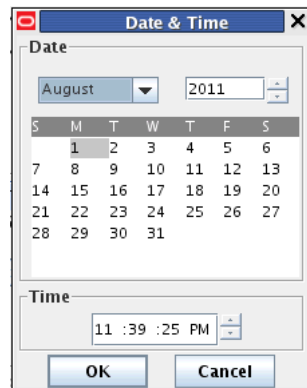 Date & Time
Date
August 2011
S M T W T F S
1 2 3 4 5 6
7 8 9 10 11 12 13
14 15 16 17 18 19 20
21 22 23 24 25 26 27
28 29 30 31
Time
11 :39 :25 PM
OK Cancel